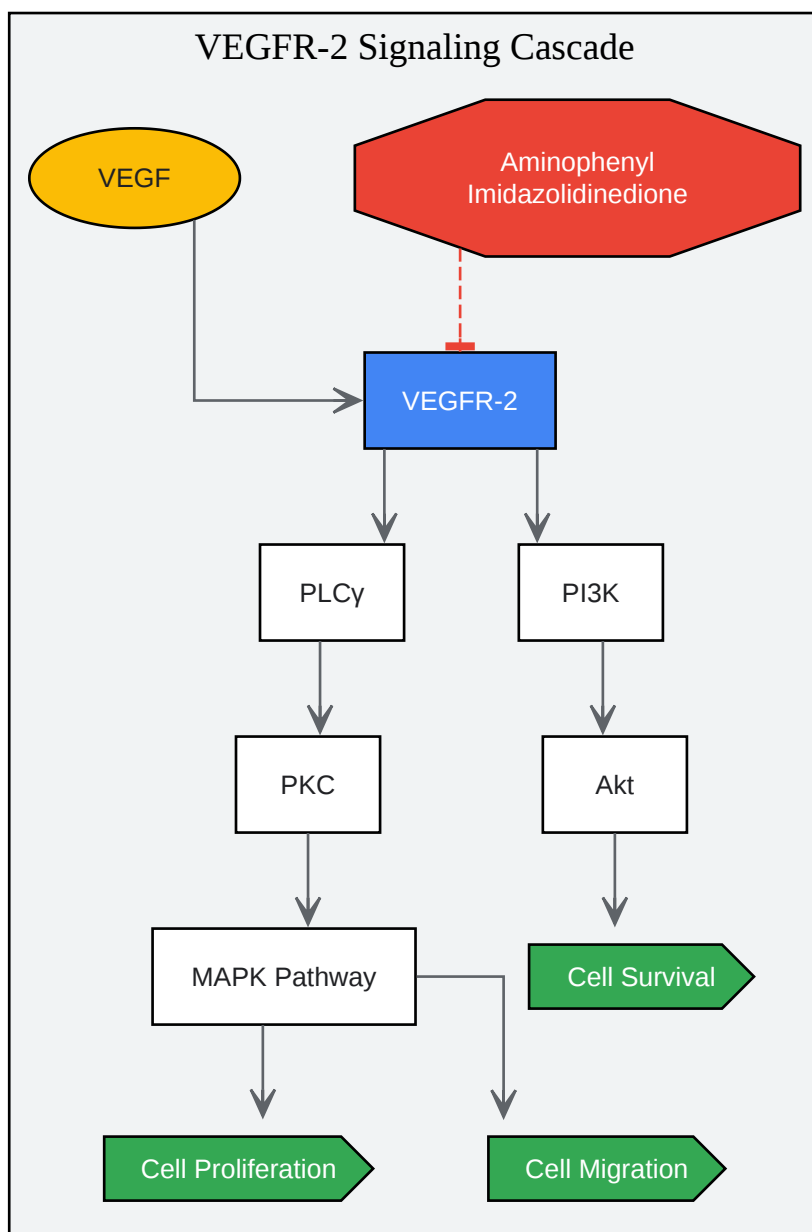 VEGFR-2 Signaling Cascade
VEGF
Aminophenyl
Imidazolidinedione
VEGFR-2
PLCγ
PI3K
PKC
Akt
MAPK Pathway
Cell Survival
Cell Proliferation
Cell Migration